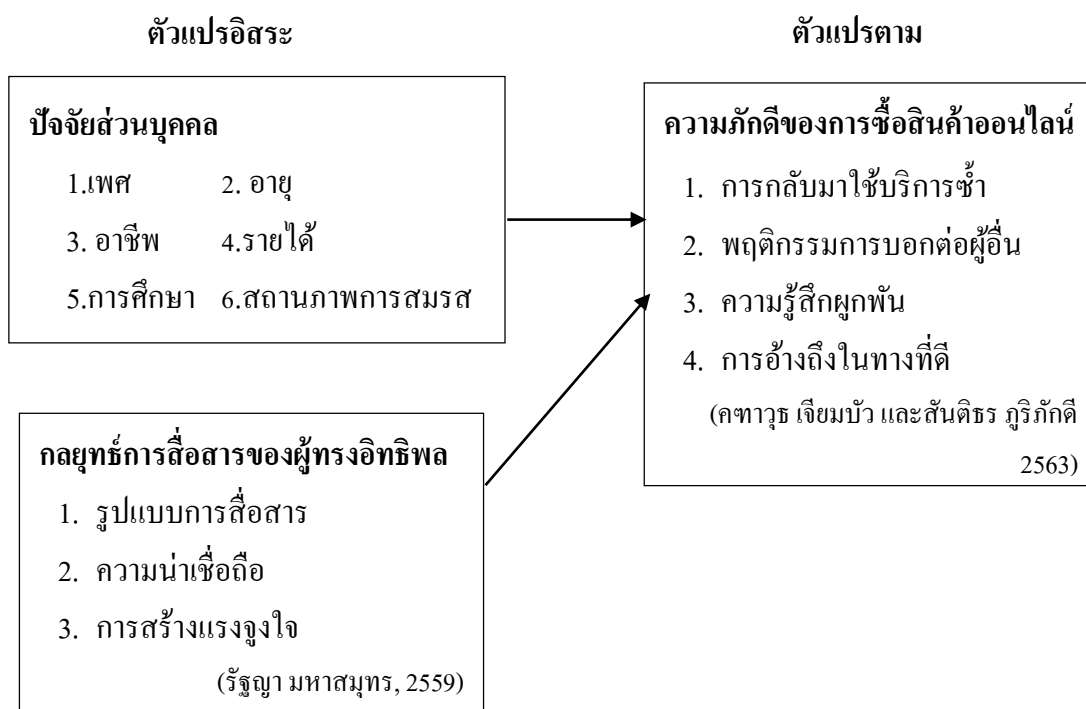 ตัวแปรอิสระ
ปัจจัยส่วนบุคคล
1.เพศ 2. อายุ
3. อาชีพ 4.รายได้
5.การศึกษา 6.สถานภาพการสมรส
กลยุทธ์การสื่อสารของผู้ทรงอิทธิพล
1. รูปแบบการสื่อสาร
2. ความน่าเชื่อถือ
3. การสร้างแรงจูงใจ
(รัฐญา มหาสมุทร, 2559)
ตัวแปรตาม
ความภักดีของการซื้อสินค้าออนไลน์
1. การกลับมาใช้บริการซ้ำ
2. พฤติกรรมการบอกต่อผู้อื่น
3. ความรู้สึกผูกพัน
4. การอ้างถึงในทางที่ดี
(คฑาวุธ เจียมบัว และสันติธร ภูริภักดี
2563)